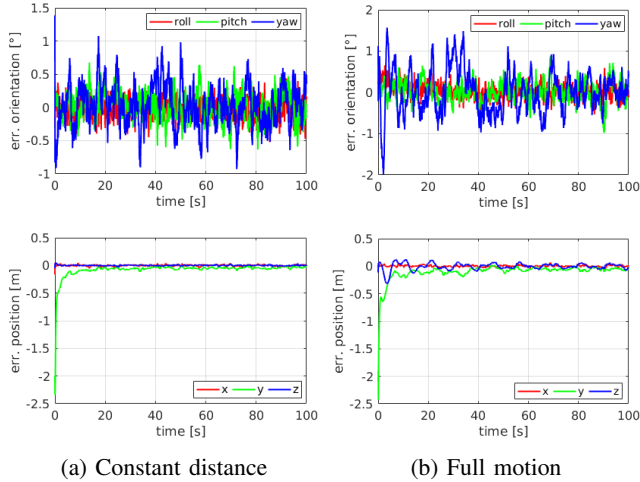 roll pitch yaw
err. orientation [°]
1.5
1
0.5
0
-0.5
-1
0 20 40 60 80 100
time [s]
roll pitch yaw
err. orientation [°]
2
1
0
-1
-2
0 20 40 60 80 100
time [s]
err. position [m]
0.5
0
-0.5
-1
-1.5
-2
-2.5
x y z
0 20 40 60 80 100
time [s]
err. position [m]
0.5
0
-0.5
-1
-1.5
-2
-2.5
x y z
0 20 40 60 80 100
time [s]
(a) Constant distance
(b) Full motion